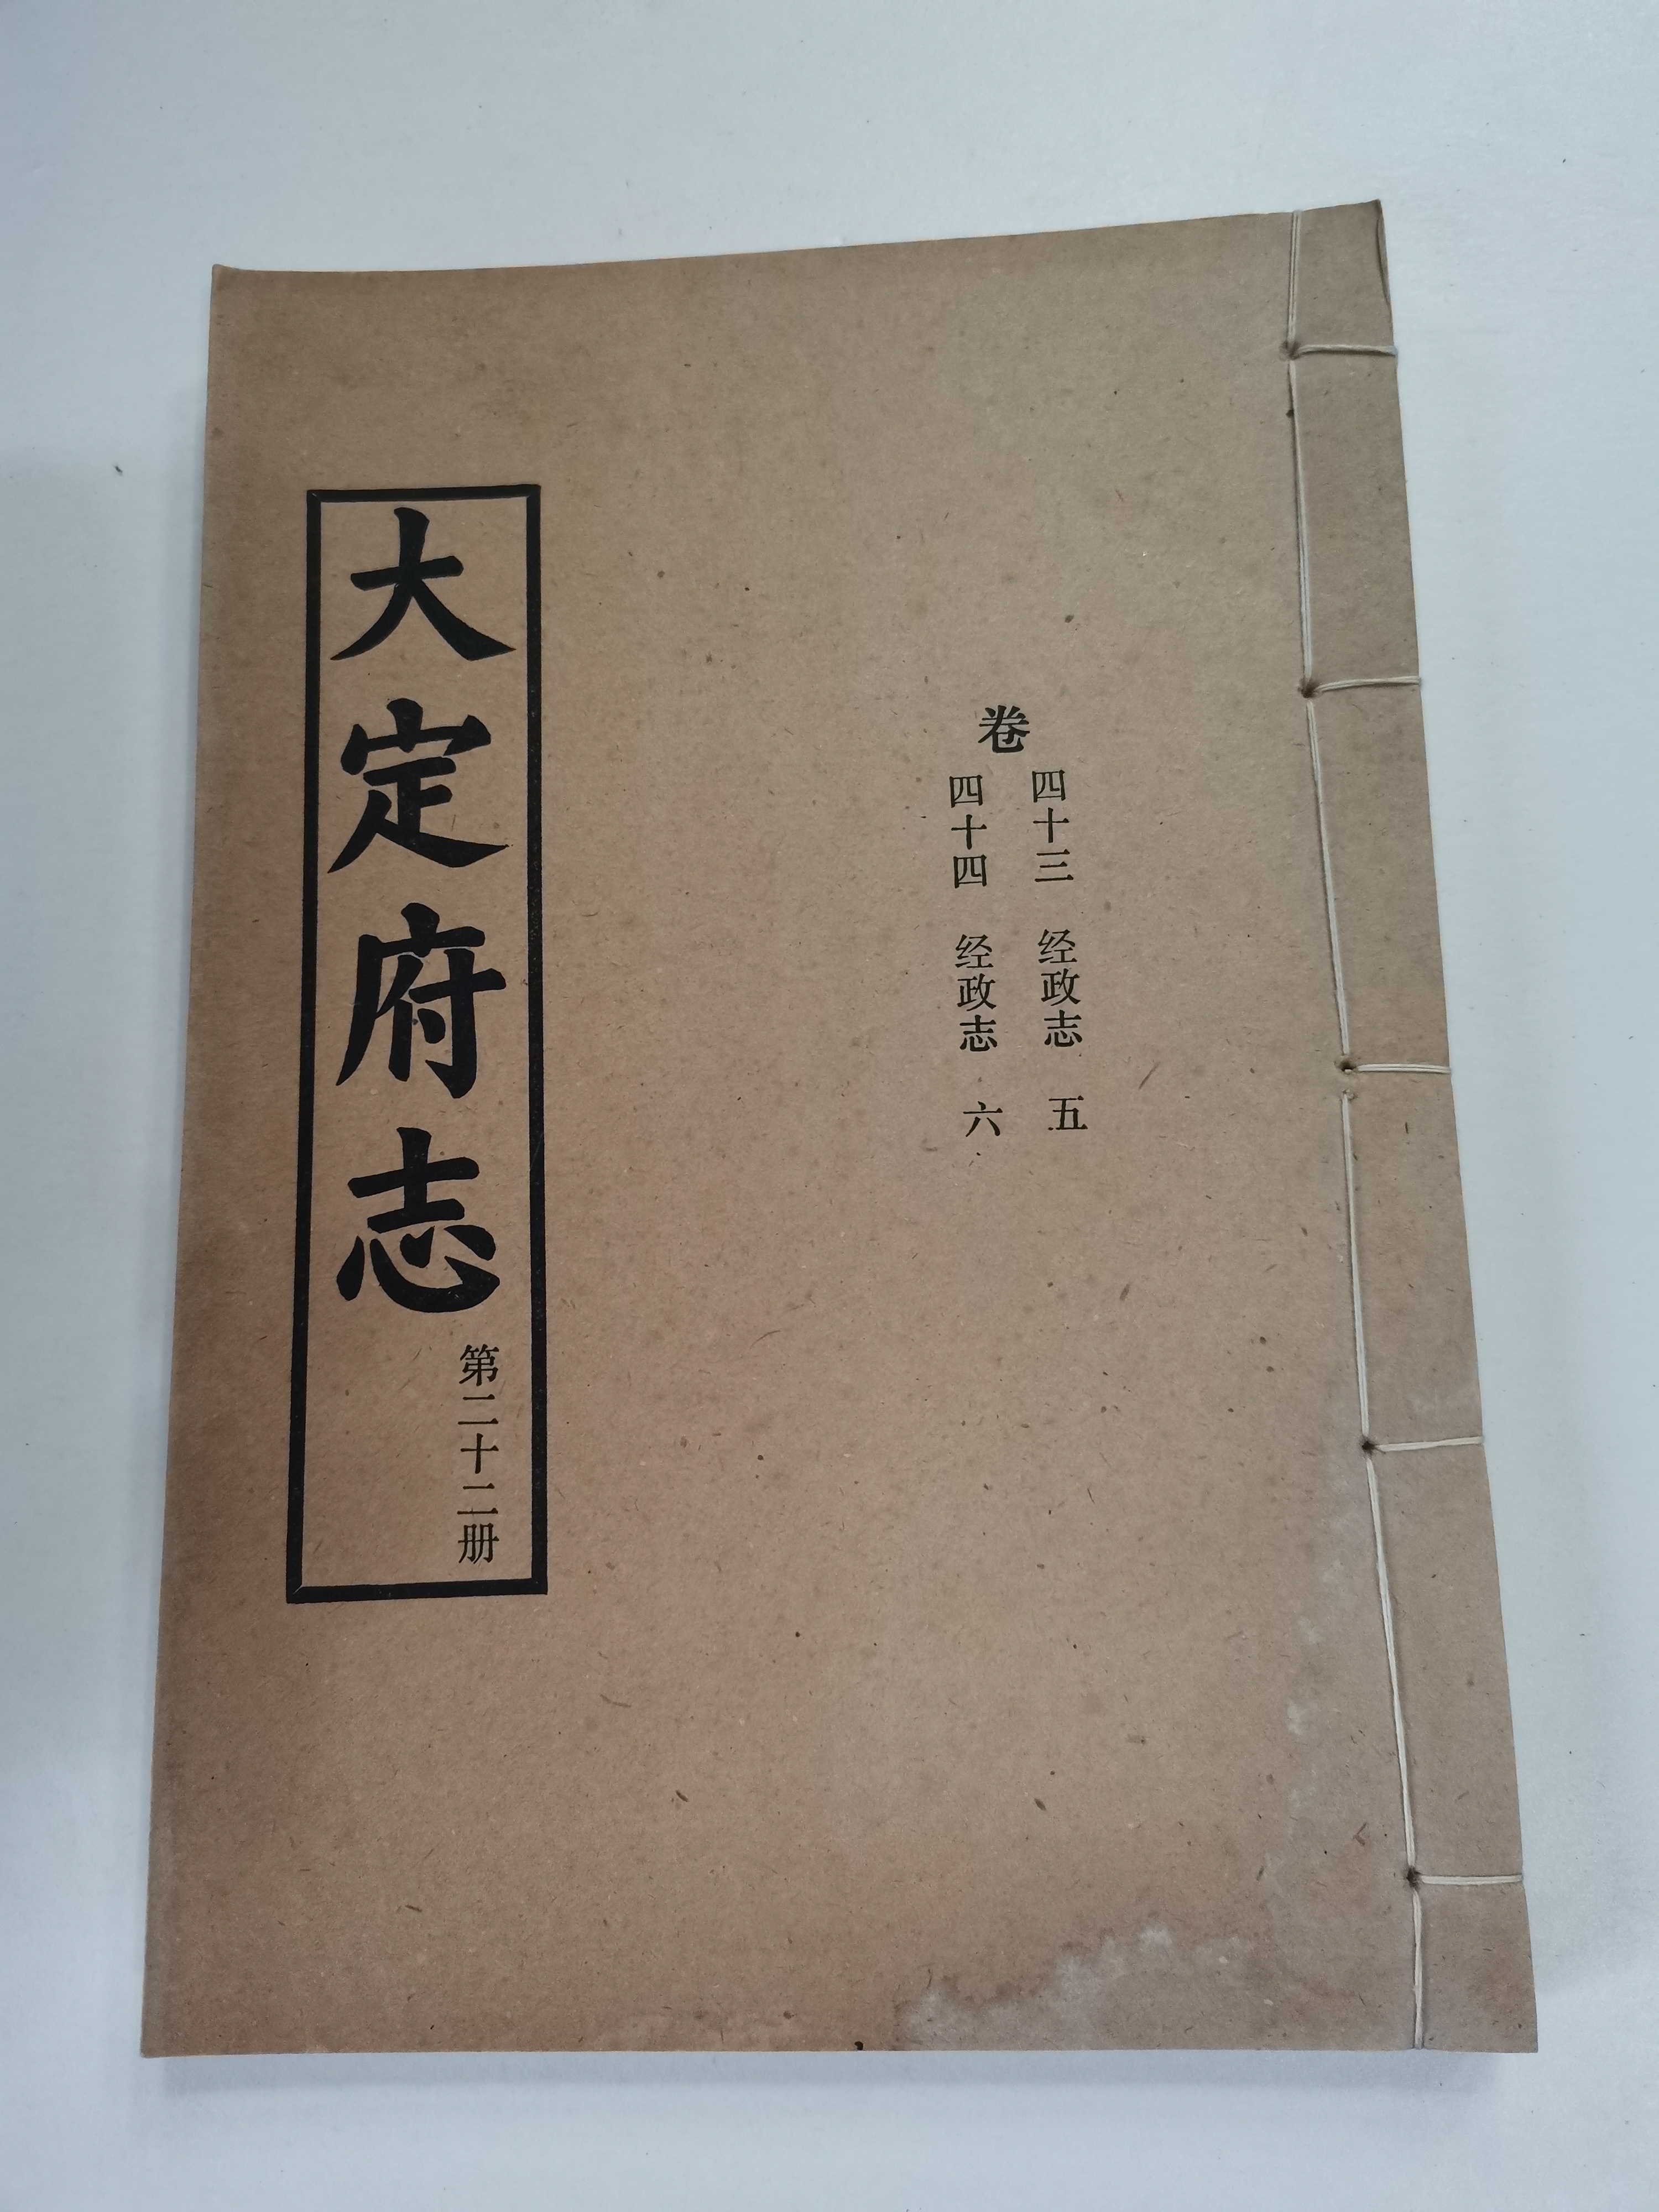 大定府志
第二十二册
卷
四十三 经政志 五
四十四 经政志 六